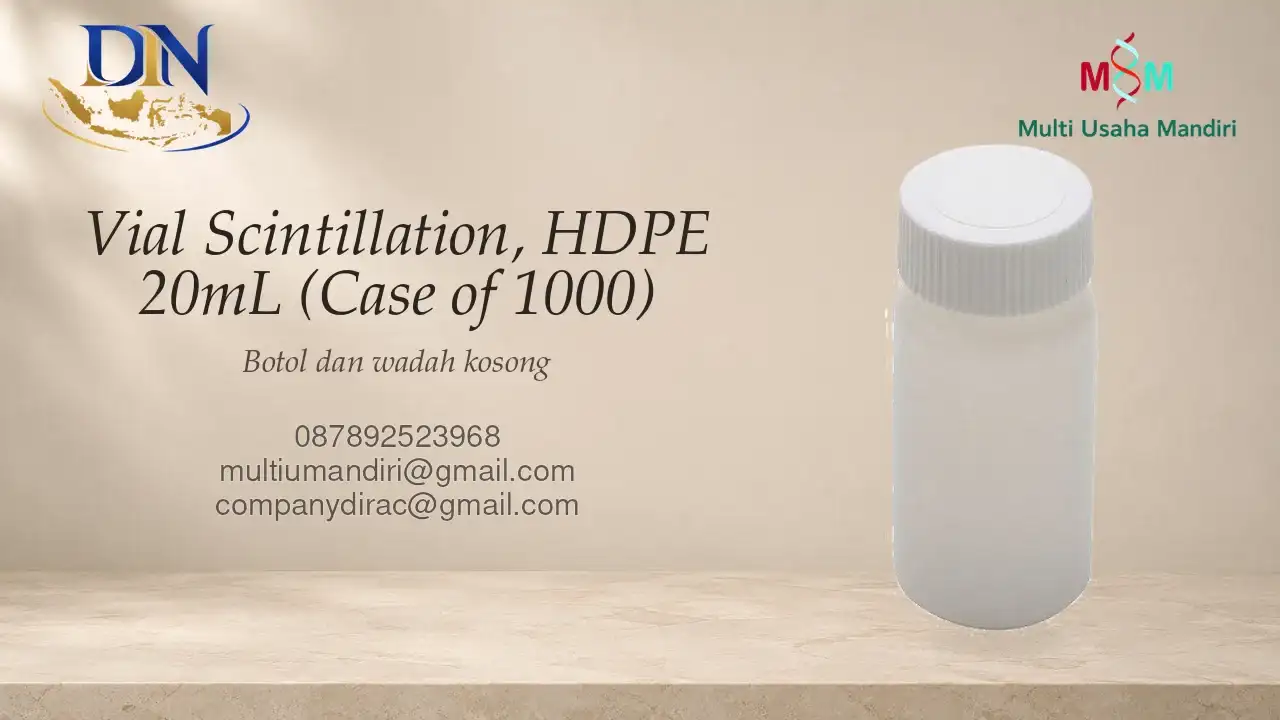 DN
M M
Multi Usaha Mandiri
Vial Scintillation, HDPE
20mL (Case of 1000)
Botol dan wadah kosong
087892523968
multiumandiri@gmail.com
companydirac@gmail.com